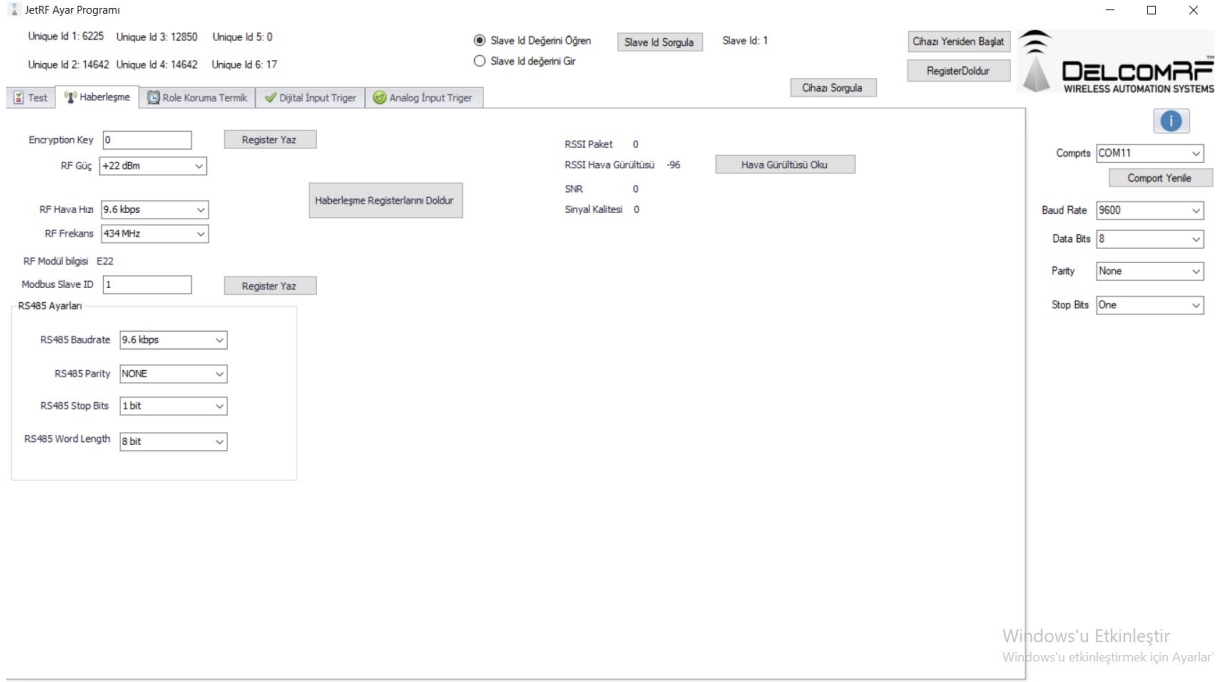 JetRF Ayar Programı
Unique Id 1: 6225 Unique Id 3: 12850 Unique Id 5: 0
Unique Id 2: 14642 Unique Id 4: 14642 Unique Id 6: 17
Slave Id Değerini Öğren
Slave Id değerini Gir
Slave Id Sorgula
Slave Id: 1
Cihazı Sorgula
Cihazı Yeniden Başlat
RegisterDoldur
DELCOMRF™
WIRELESS AUTOMATION SYSTEMS
Test Haberleşme Role Koruma Termik Dijital İnput Triger Analog İnput Triger
Encryption Key 0 Register Yaz
RF Güç +22 dBm
Haberleşme Registerlarını Doldur
RF Hava Hızı 9.6 kbps
RF Frekans 434 MHz
RF Modül bilgisi E22
Modbus Slave ID 1 Register Yaz
RS485 Ayarları
RS485 Baudrate 9.6 kbps
RS485 Parity NONE
RS485 Stop Bits 1 bit
RS485 Word Length 8 bit
RSSI Paket 0
RSSI Hava Gürültüsü -96 Hava Gürültüsü Oku
SNR 0
Sinyal Kalitesi 0
i
Comprts COM11
Comport Yenile
Baud Rate 9600
Data Bits 8
Parity None
Stop Bits One
Windows'u Etkinleştir
Windows'u etkinleştirmek için Ayarlar'